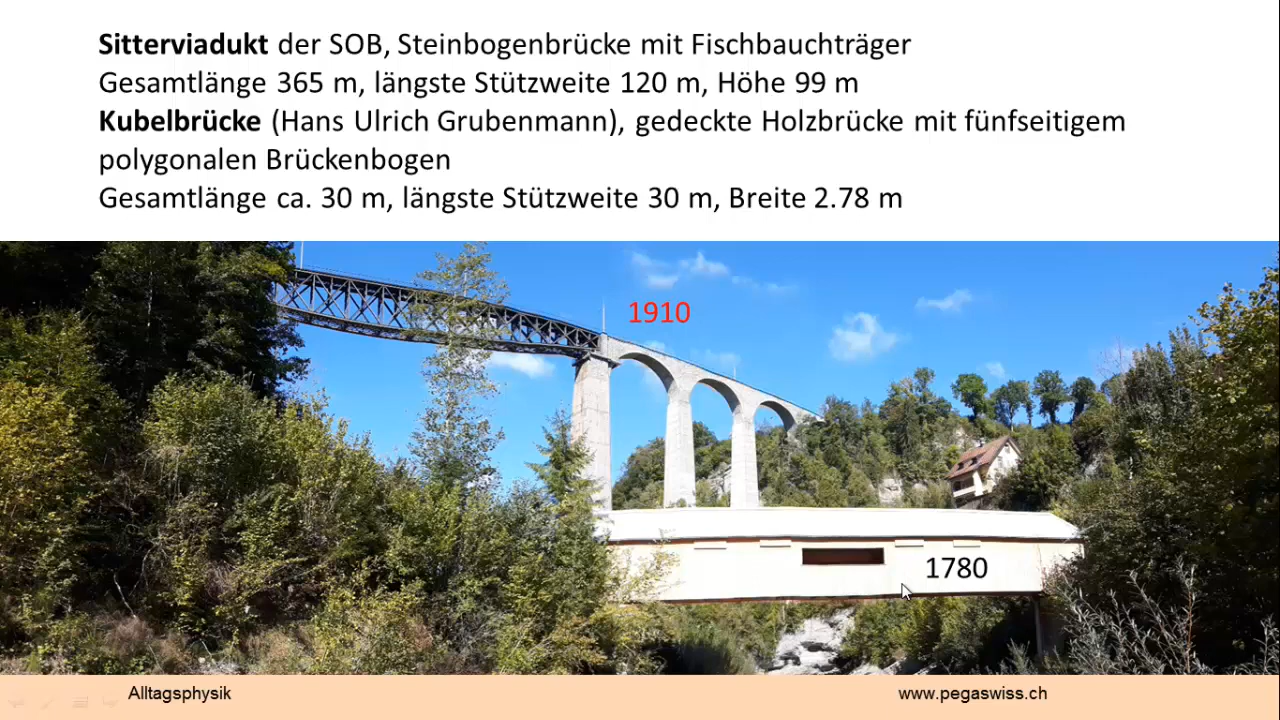 Sitterviadukt der SOB, Steinbogenbrücke mit Fischbauchträger
Gesamtlänge 365 m, längste Stützweite 120 m, Höhe 99 m
Kubelbrücke (Hans Ulrich Grubenmann), gedeckte Holzbrücke mit fünfseitigem
polygonalen Brückenbogen
Gesamtlänge ca. 30 m, längste Stützweite 30 m, Breite 2.78 m
1910
1780
Alltagsphysik
www.pegaswiss.ch